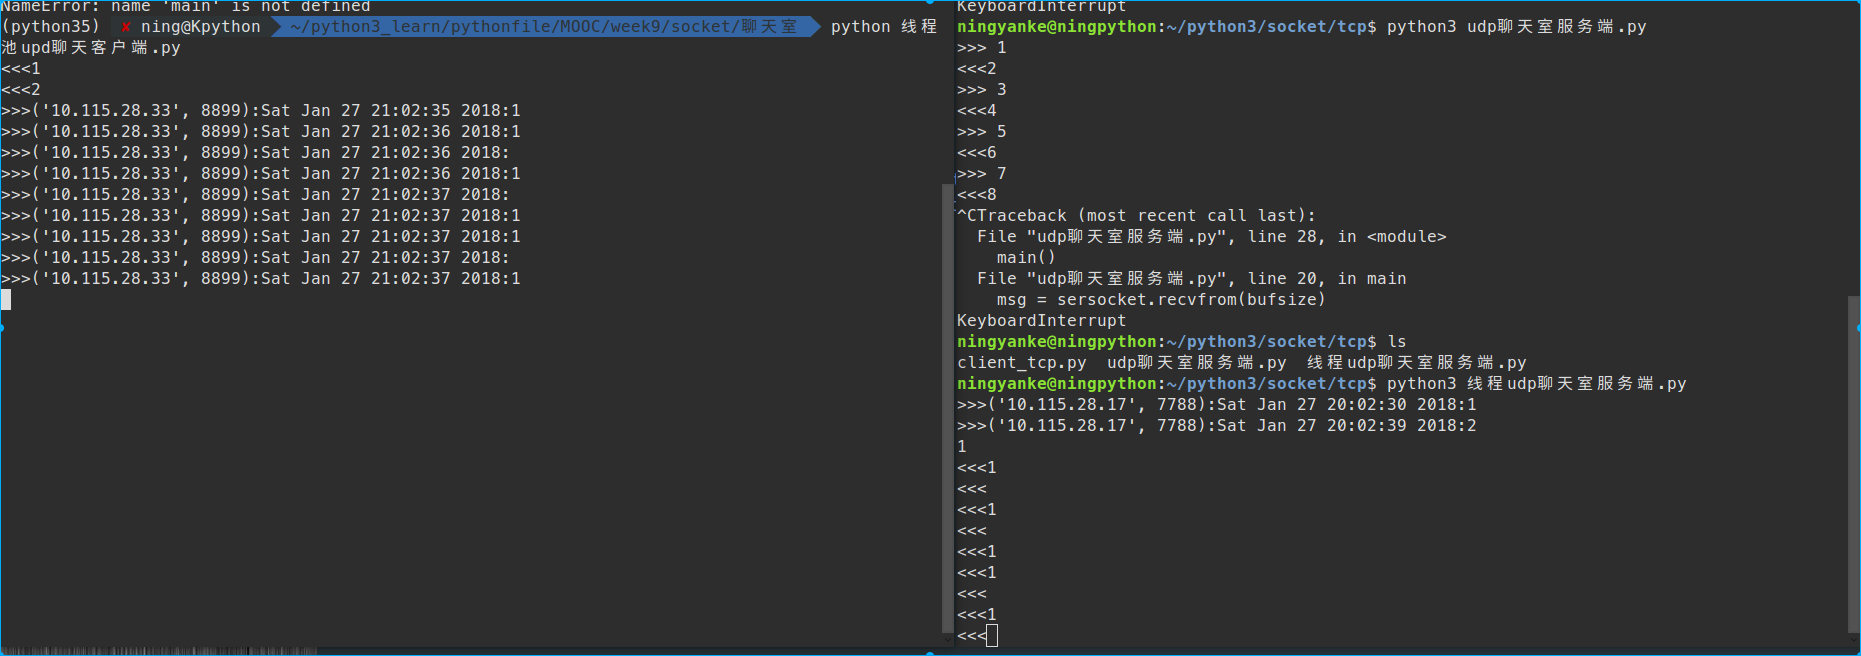 NameError: name 'main' is not defined
(python35) ✘ ning@Kpython ~/python3_learn/pythonfile/MOOC/week9/socket/聊天室 python 线程
池upd聊天客户端.py
<<<1
<<<2
>>>('10.115.28.33', 8899):Sat Jan 27 21:02:35 2018:1
>>>('10.115.28.33', 8899):Sat Jan 27 21:02:36 2018:1
>>>('10.115.28.33', 8899):Sat Jan 27 21:02:36 2018:
>>>('10.115.28.33', 8899):Sat Jan 27 21:02:36 2018:1
>>>('10.115.28.33', 8899):Sat Jan 27 21:02:37 2018:
>>>('10.115.28.33', 8899):Sat Jan 27 21:02:37 2018:1
>>>('10.115.28.33', 8899):Sat Jan 27 21:02:37 2018:1
>>>('10.115.28.33', 8899):Sat Jan 27 21:02:37 2018:
>>>('10.115.28.33', 8899):Sat Jan 27 21:02:37 2018:1
KeyboardInterrupt
ningyanke@ningpython:~/python3/socket/tcp$ python3 udp聊天室服务端.py
>>> 1
<<<2
>>> 3
<<<4
>>> 5
<<<6
>>> 7
<<<8
^CTraceback (most recent call last):
  File "udp聊天室服务端.py", line 28, in <module>
    main()
  File "udp聊天室服务端.py", line 20, in main
    msg = sersocket.recvfrom(bufsize)
KeyboardInterrupt
ningyanke@ningpython:~/python3/socket/tcp$ ls
client_tcp.py  udp聊天室服务端.py  线程udp聊天室服务端.py
ningyanke@ningpython:~/python3/socket/tcp$ python3 线程udp聊天室服务端.py
>>>('10.115.28.17', 7788):Sat Jan 27 20:02:30 2018:1
>>>('10.115.28.17', 7788):Sat Jan 27 20:02:39 2018:2
1
<<<1
<<<
<<<1
<<<
<<<1
<<<1
<<<
<<<1
<<<